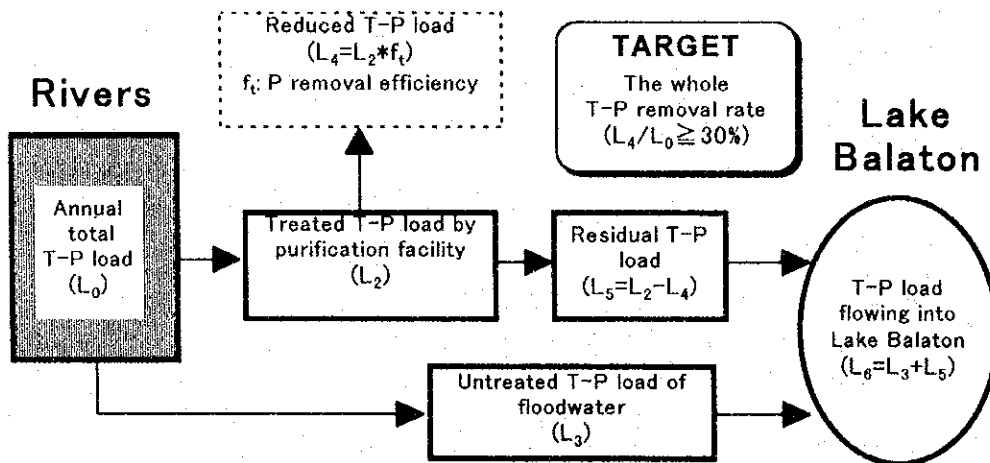 Reduced T-P load
(L₄=L₂*fₜ)
fₜ: P removal efficiency
TARGET
The whole
T-P removal rate
(L₄/L₀≧30%)
Rivers
Lake
Balaton
Annual
total
T-P load
(L₀)
Treated T-P load by
purification facility
(L₂)
Residual T-P
load
(L₅=L₂-L₄)
T-P load
flowing into
Lake Balaton
(L₆=L₃+L₅)
Untreated T-P load of
floodwater
(L₃)